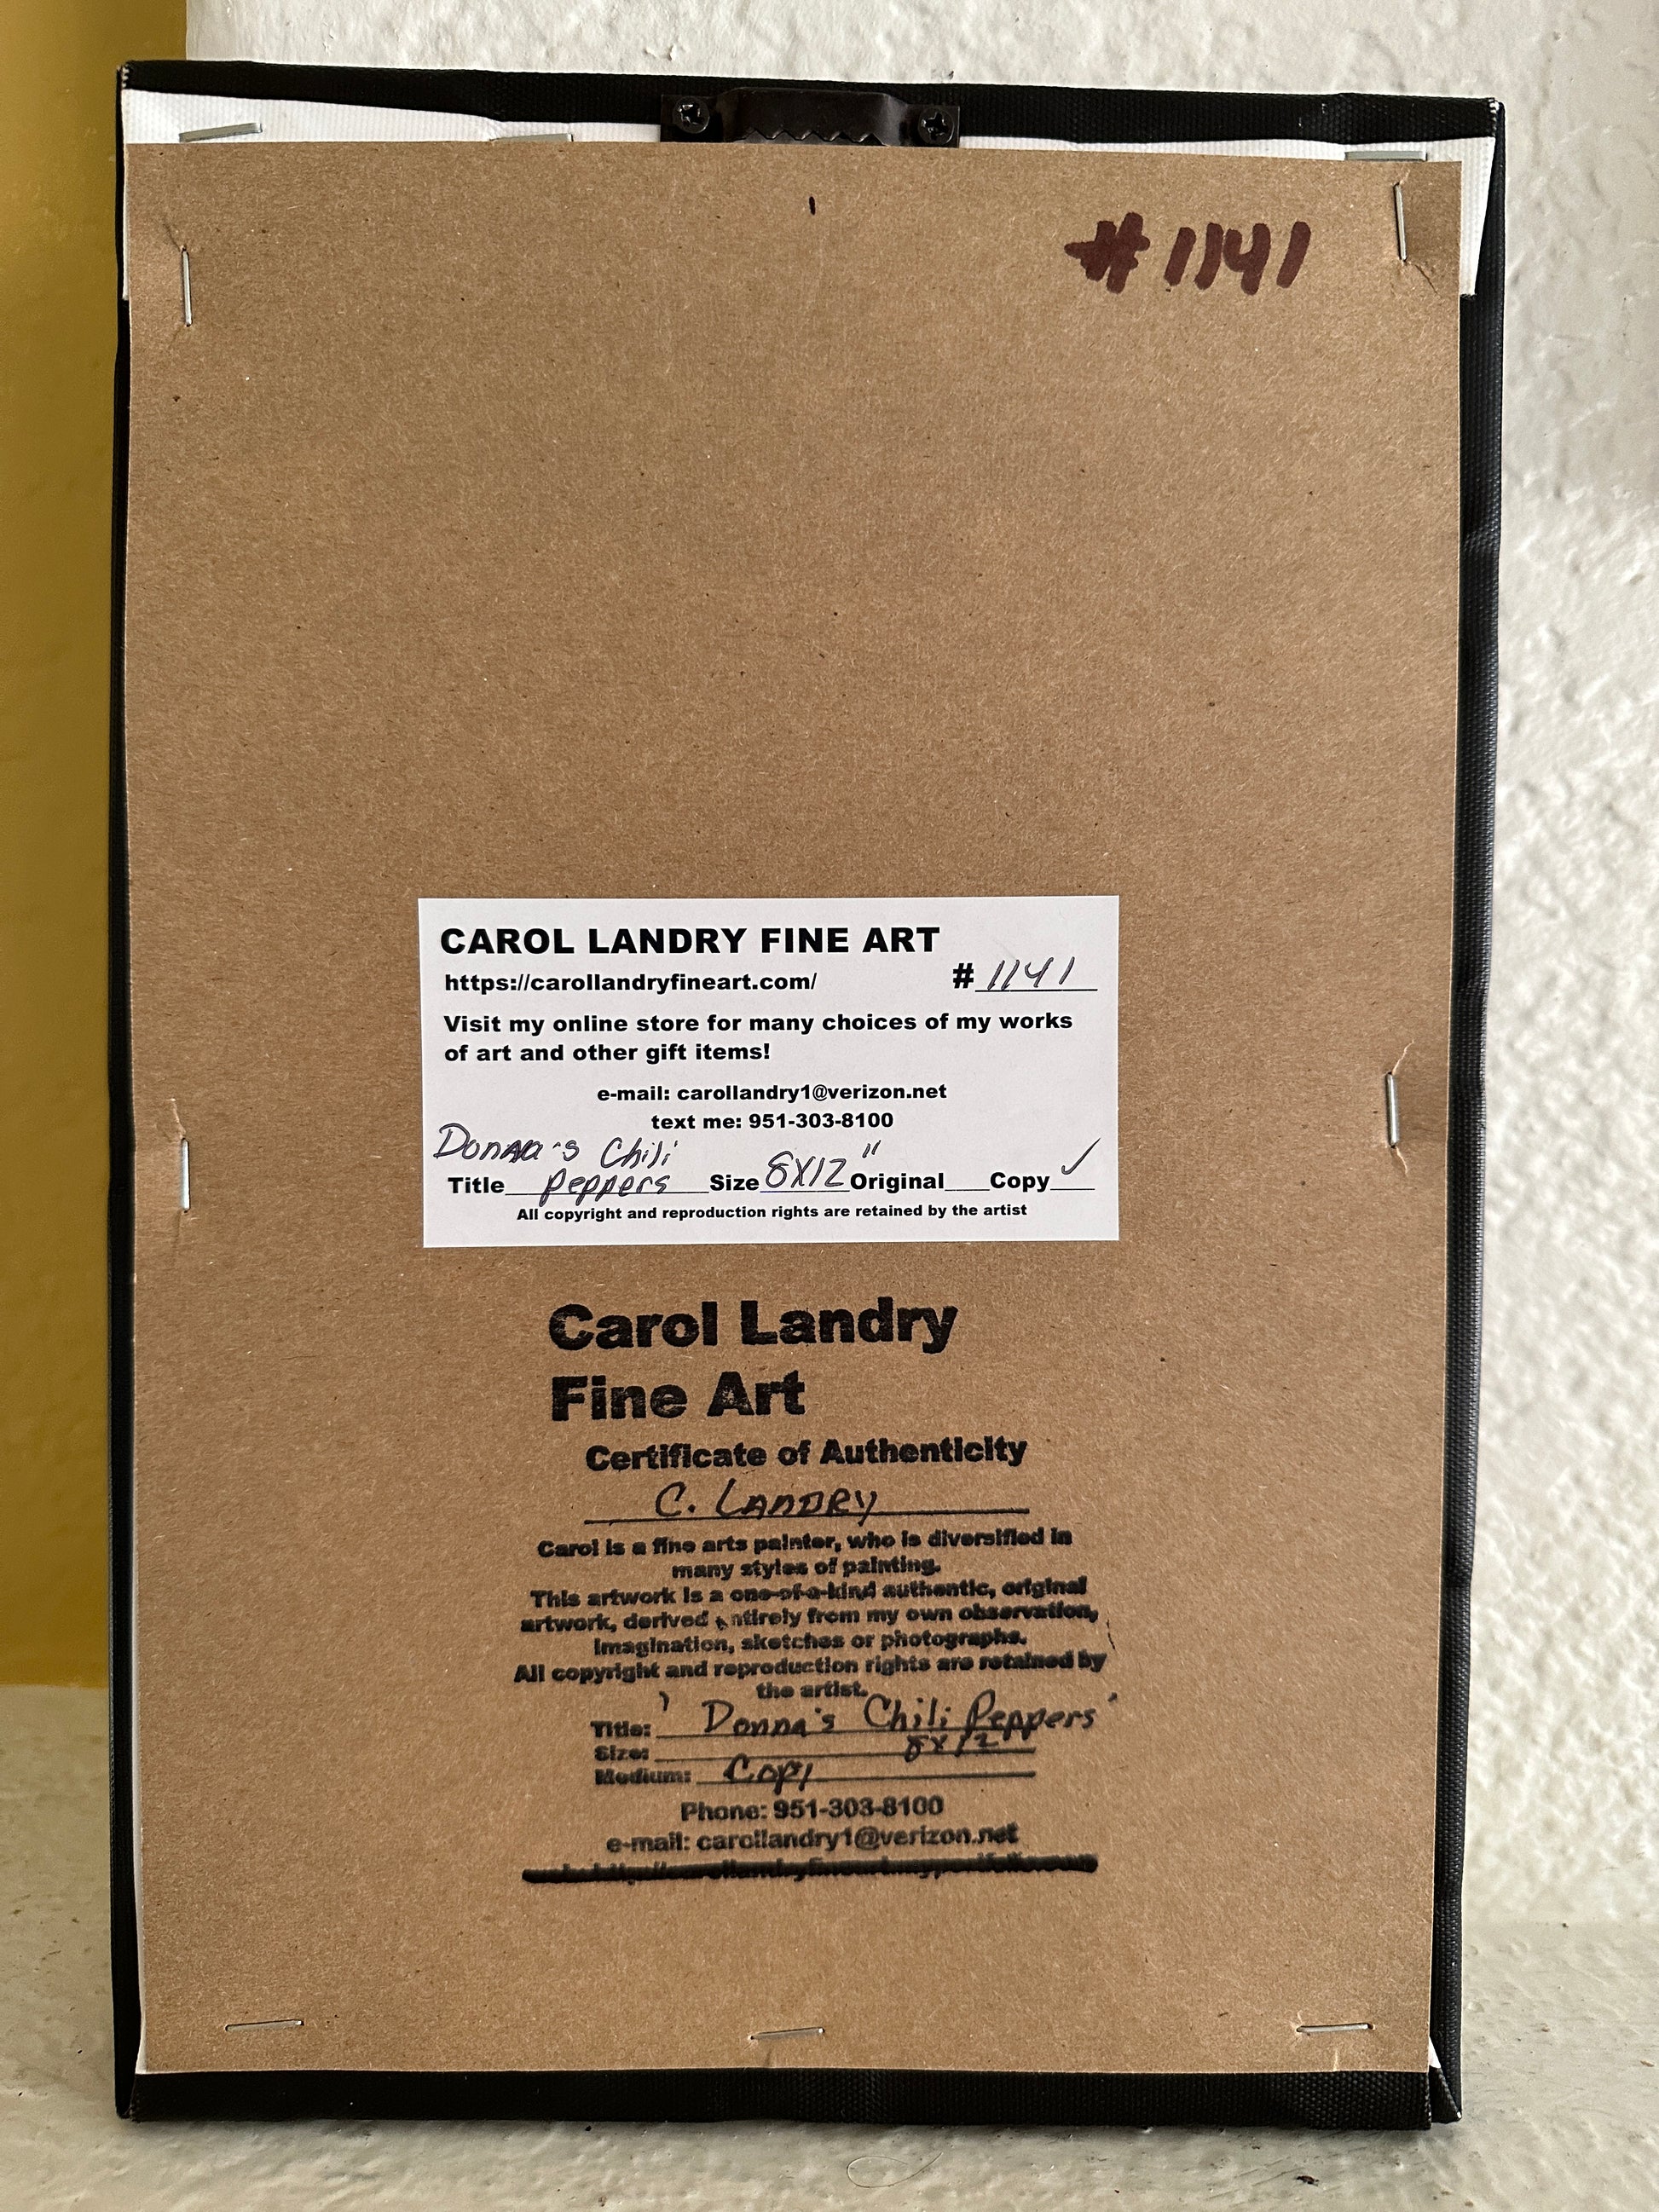 #1141
CAROL LANDRY FINE ART
https://carollandryfineart.com/ # 1141
Visit my online store for many choices of my works
of art and other gift items!
e-mail: carollandry1@verizon.net
text me: 951-303-8100
Donna's Chili
Title Peppers Size 8X12" Original Copy ✓
All copyright and reproduction rights are retained by the artist
Carol Landry
Fine Art
Certificate of Authenticity
C. LANDRY
Carol is a fine arts painter, who is diversified in
many styles of painting.
This artwork is a one-of-a-kind authentic, original
artwork, derived entirely from my own observation,
imagination, sketches or photographs.
All copyright and reproduction rights are retained by
the artist.
Title: 'Donna's Chili Peppers'
Size: 8X12
Medium: Copy
Phone: 951-303-8100
e-mail: carollandry1@verizon.net